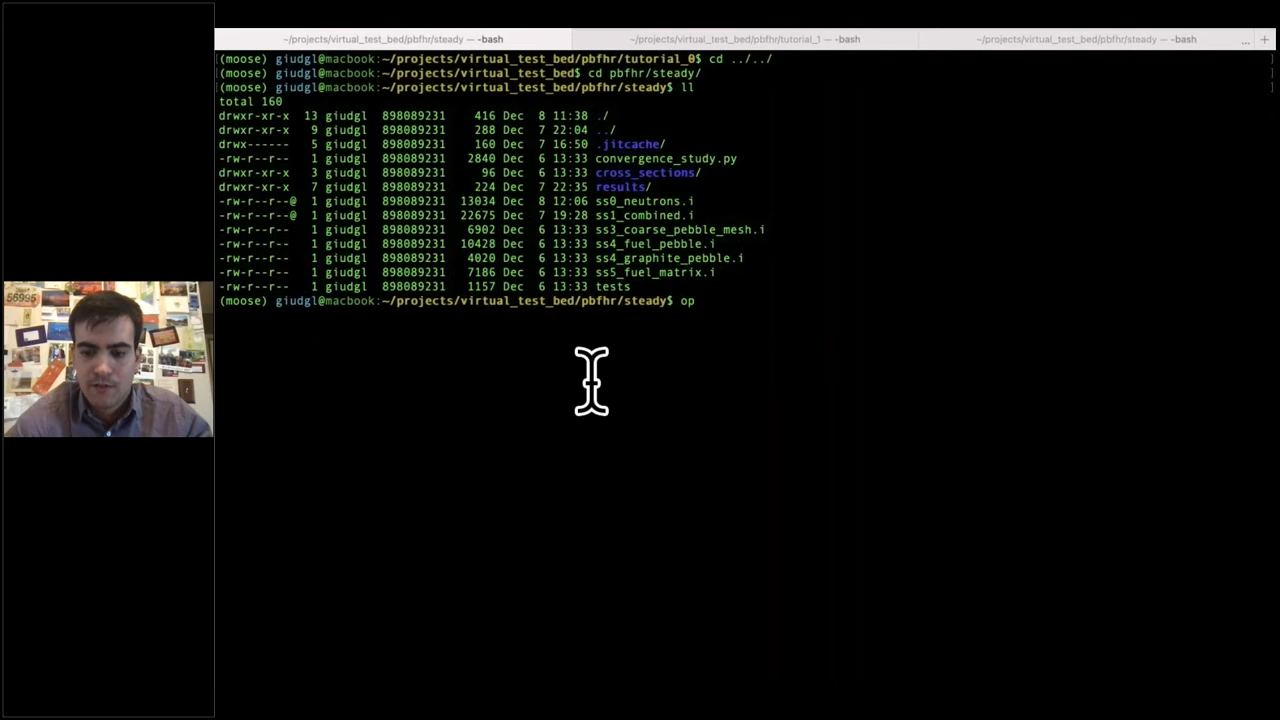 ~/projects/virtual_test_bed/pbfhr/steady — -bash
~/projects/virtual_test_bed/pbfhr/tutorial_1 — -bash
~/projects/virtual_test_bed/pbfhr/steady — -bash
... +
(moose) giudgl@macbook:~/projects/virtual_test_bed/pbfhr/tutorial_0$ cd ../../
(moose) giudgl@macbook:~/projects/virtual_test_bed$ cd pbfhr/steady/
(moose) giudgl@macbook:~/projects/virtual_test_bed/pbfhr/steady$ ll
total 160
drwxr-xr-x 13 giudgl 898089231 416 Dec 8 11:38 ./
drwxr-xr-x 9 giudgl 898089231 288 Dec 7 22:04 ../
drwx------ 5 giudgl 898089231 160 Dec 7 16:50 .jitcache/
-rw-r--r-- 1 giudgl 898089231 2840 Dec 6 13:33 convergence_study.py
drwxr-xr-x 3 giudgl 898089231 96 Dec 6 13:33 cross_sections/
drwxr-xr-x 7 giudgl 898089231 224 Dec 7 22:35 results/
-rw-r--r--@ 1 giudgl 898089231 13034 Dec 8 12:06 ss0_neutrons.i
-rw-r--r--@ 1 giudgl 898089231 22675 Dec 7 19:28 ss1_combined.i
-rw-r--r-- 1 giudgl 898089231 6902 Dec 6 13:33 ss3_coarse_pebble_mesh.i
-rw-r--r-- 1 giudgl 898089231 10428 Dec 6 13:33 ss4_fuel_pebble.i
-rw-r--r-- 1 giudgl 898089231 4020 Dec 6 13:33 ss4_graphite_pebble.i
-rw-r--r-- 1 giudgl 898089231 7186 Dec 6 13:33 ss5_fuel_matrix.i
-rw-r--r-- 1 giudgl 898089231 1157 Dec 6 13:33 tests
(moose) giudgl@macbook:~/projects/virtual_test_bed/pbfhr/steady$ op
56995